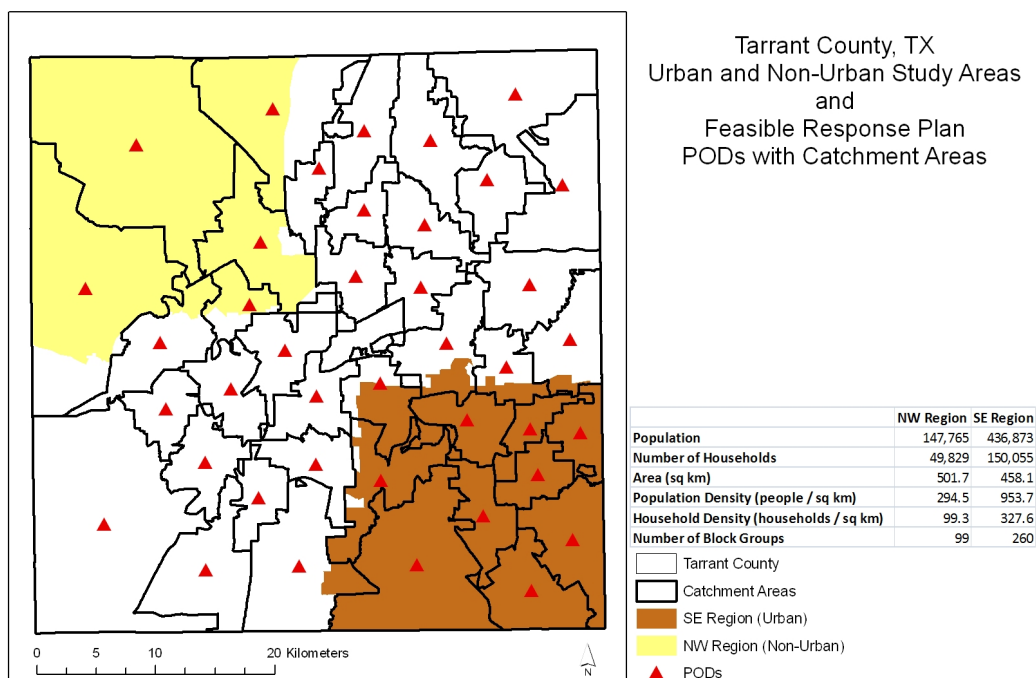 Tarrant County, TX
Urban and Non-Urban Study Areas
and
Feasible Response Plan
PODs with Catchment Areas
NW Region SE Region
Population 147,765 436,873
Number of Households 49,829 150,055
Area (sq km) 501.7 458.1
Population Density (people / sq km) 294.5 953.7
Household Density (households / sq km) 99.3 327.6
Number of Block Groups 99 260
Tarrant County
Catchment Areas
SE Region (Urban)
NW Region (Non-Urban)
PODs
0 5 10 20 Kilometers
N